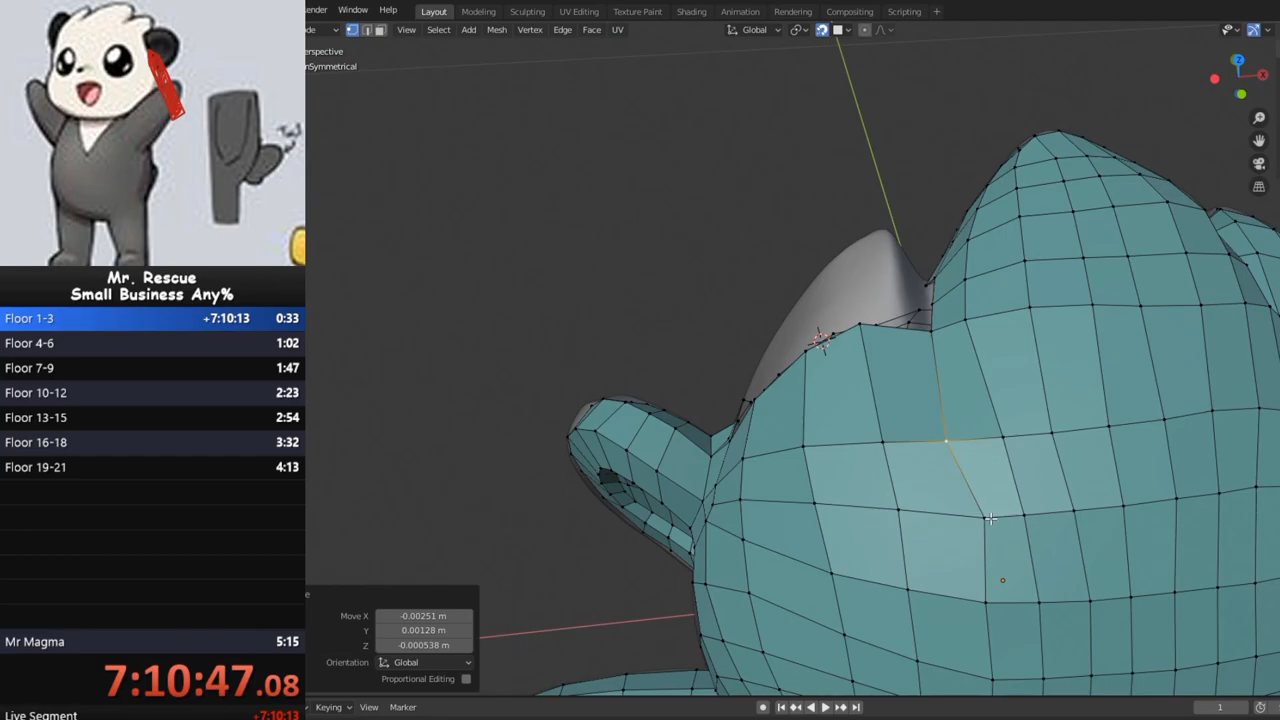 ender Window Help
Layout Modeling Sculpting UV Editing Texture Paint Shading Animation Rendering Compositing Scripting +
de View Select Add Mesh Vertex Edge Face UV
Global
erspective
nSymmetrical
Z
X
Mr. Rescue
Small Business Any%
Floor 1-3 +7:10:13 0:33
Floor 4-6 1:02
Floor 7-9 1:47
Floor 10-12 2:23
Floor 13-15 2:54
Floor 16-18 3:32
Floor 19-21 4:13
Mr Magma 5:15
7:10:47.08
Live Segment +7:10:13
e
Move X -0.00251 m
Y 0.00128 m
Z -0.000538 m
Orientation Global
Proportional Editing
Keying View Marker
1